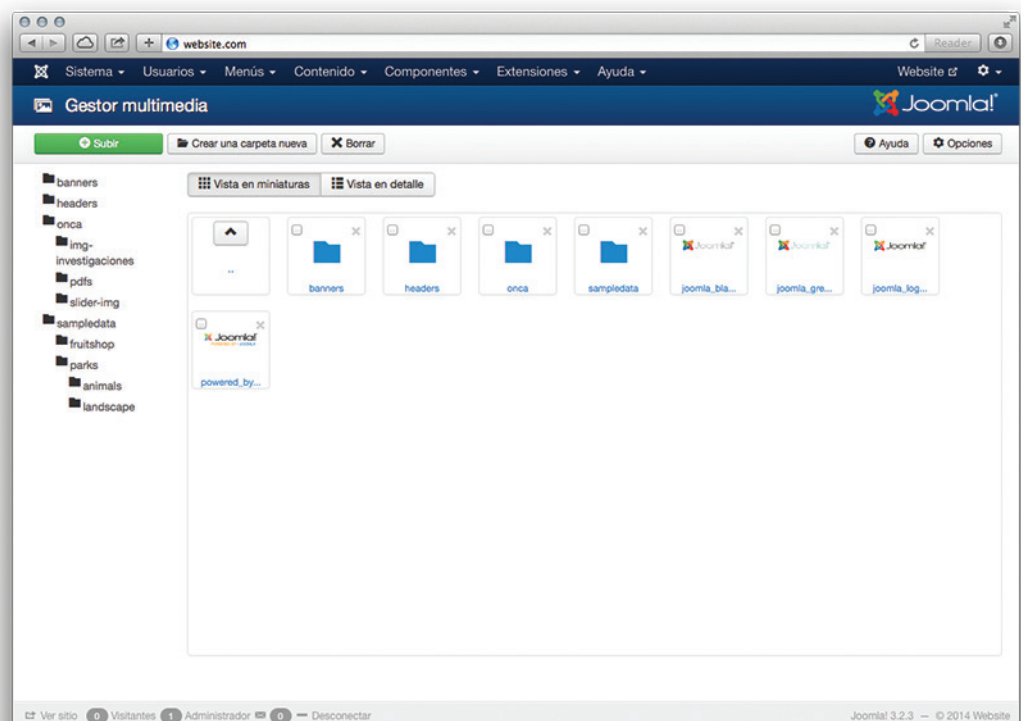 website.com
Reader
Sistema Usuarios Menús Contenido Componentes Extensiones Ayuda Website
Gestor multimedia
Joomla!
Subir Crear una carpeta nueva Borrar Ayuda Opciones
banners
headers
onca
img-
investigaciones
pdfs
slider-img
sampledata
fruitshop
parks
animals
landscape
Vista en miniaturas Vista en detalle
..
banners
headers
onca
sampledata
Joomla!
joomla_bla...
Joomla!
joomla_gre...
Joomla!
joomla_log...
Joomla!
powered_by...
Ver sitio 0 Visitantes 1 Administrador 0 Desconectar
Joomla! 3.2.3 — © 2014 Website